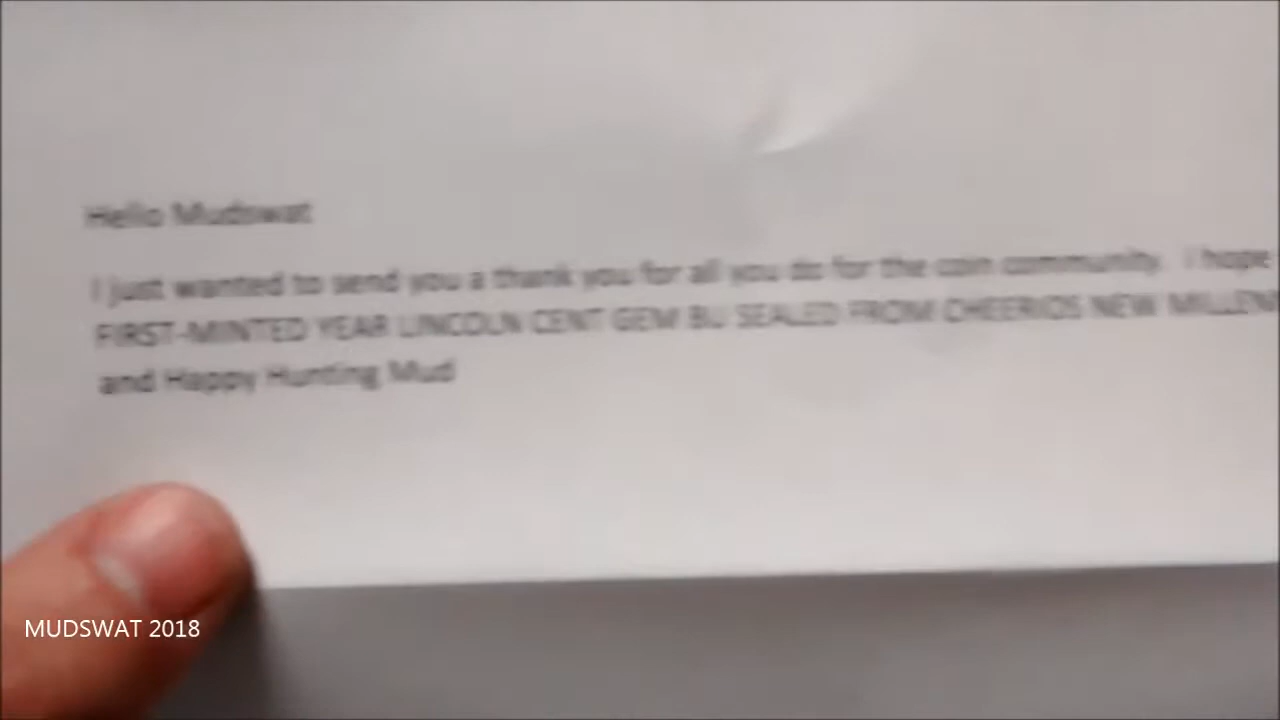 Hello Mudswat
I just wanted to send you a thank you for all you do for the coin community. I hope
FIRST-MINTED YEAR LINCOLN CENT GEM BU SEALED FROM CHEERIOS NEW MILLEN
and Happy Hunting Mud
MUDSWAT 2018